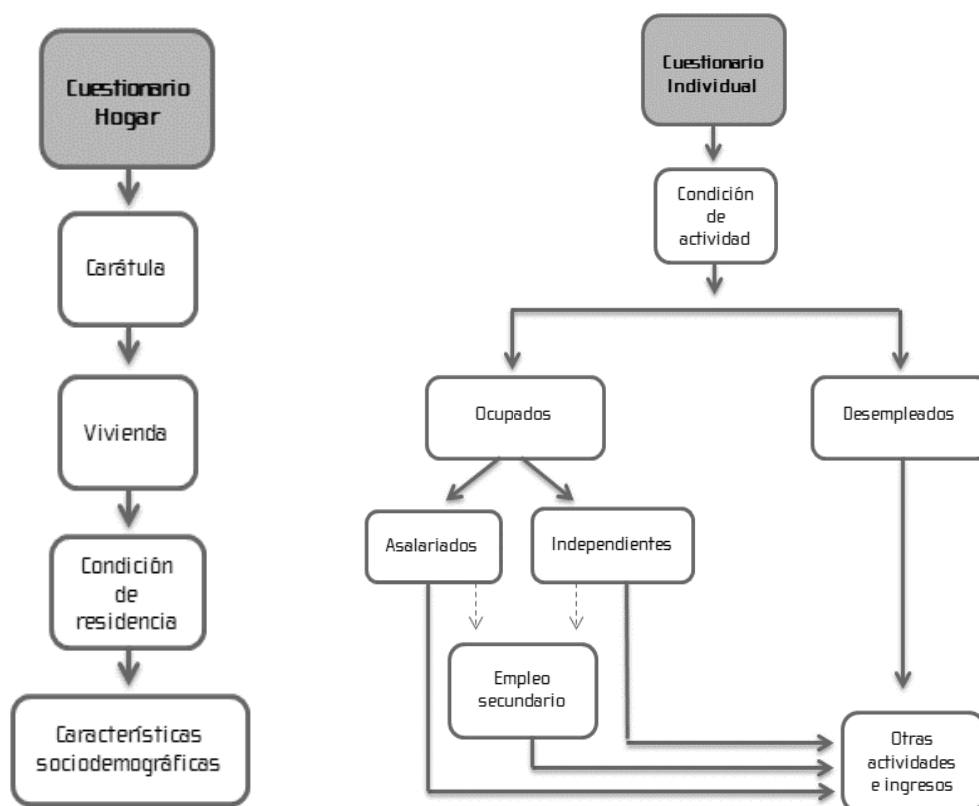 Cuestionario
Hogar
Carátula
Vivienda
Condición
de
residencia
Características
sociodemográficas
Cuestionario
Individual
Condición
de
actividad
Ocupados
Desempleados
Asalariados
Independientes
Empleo
secundario
Otras
actividades
e ingresos